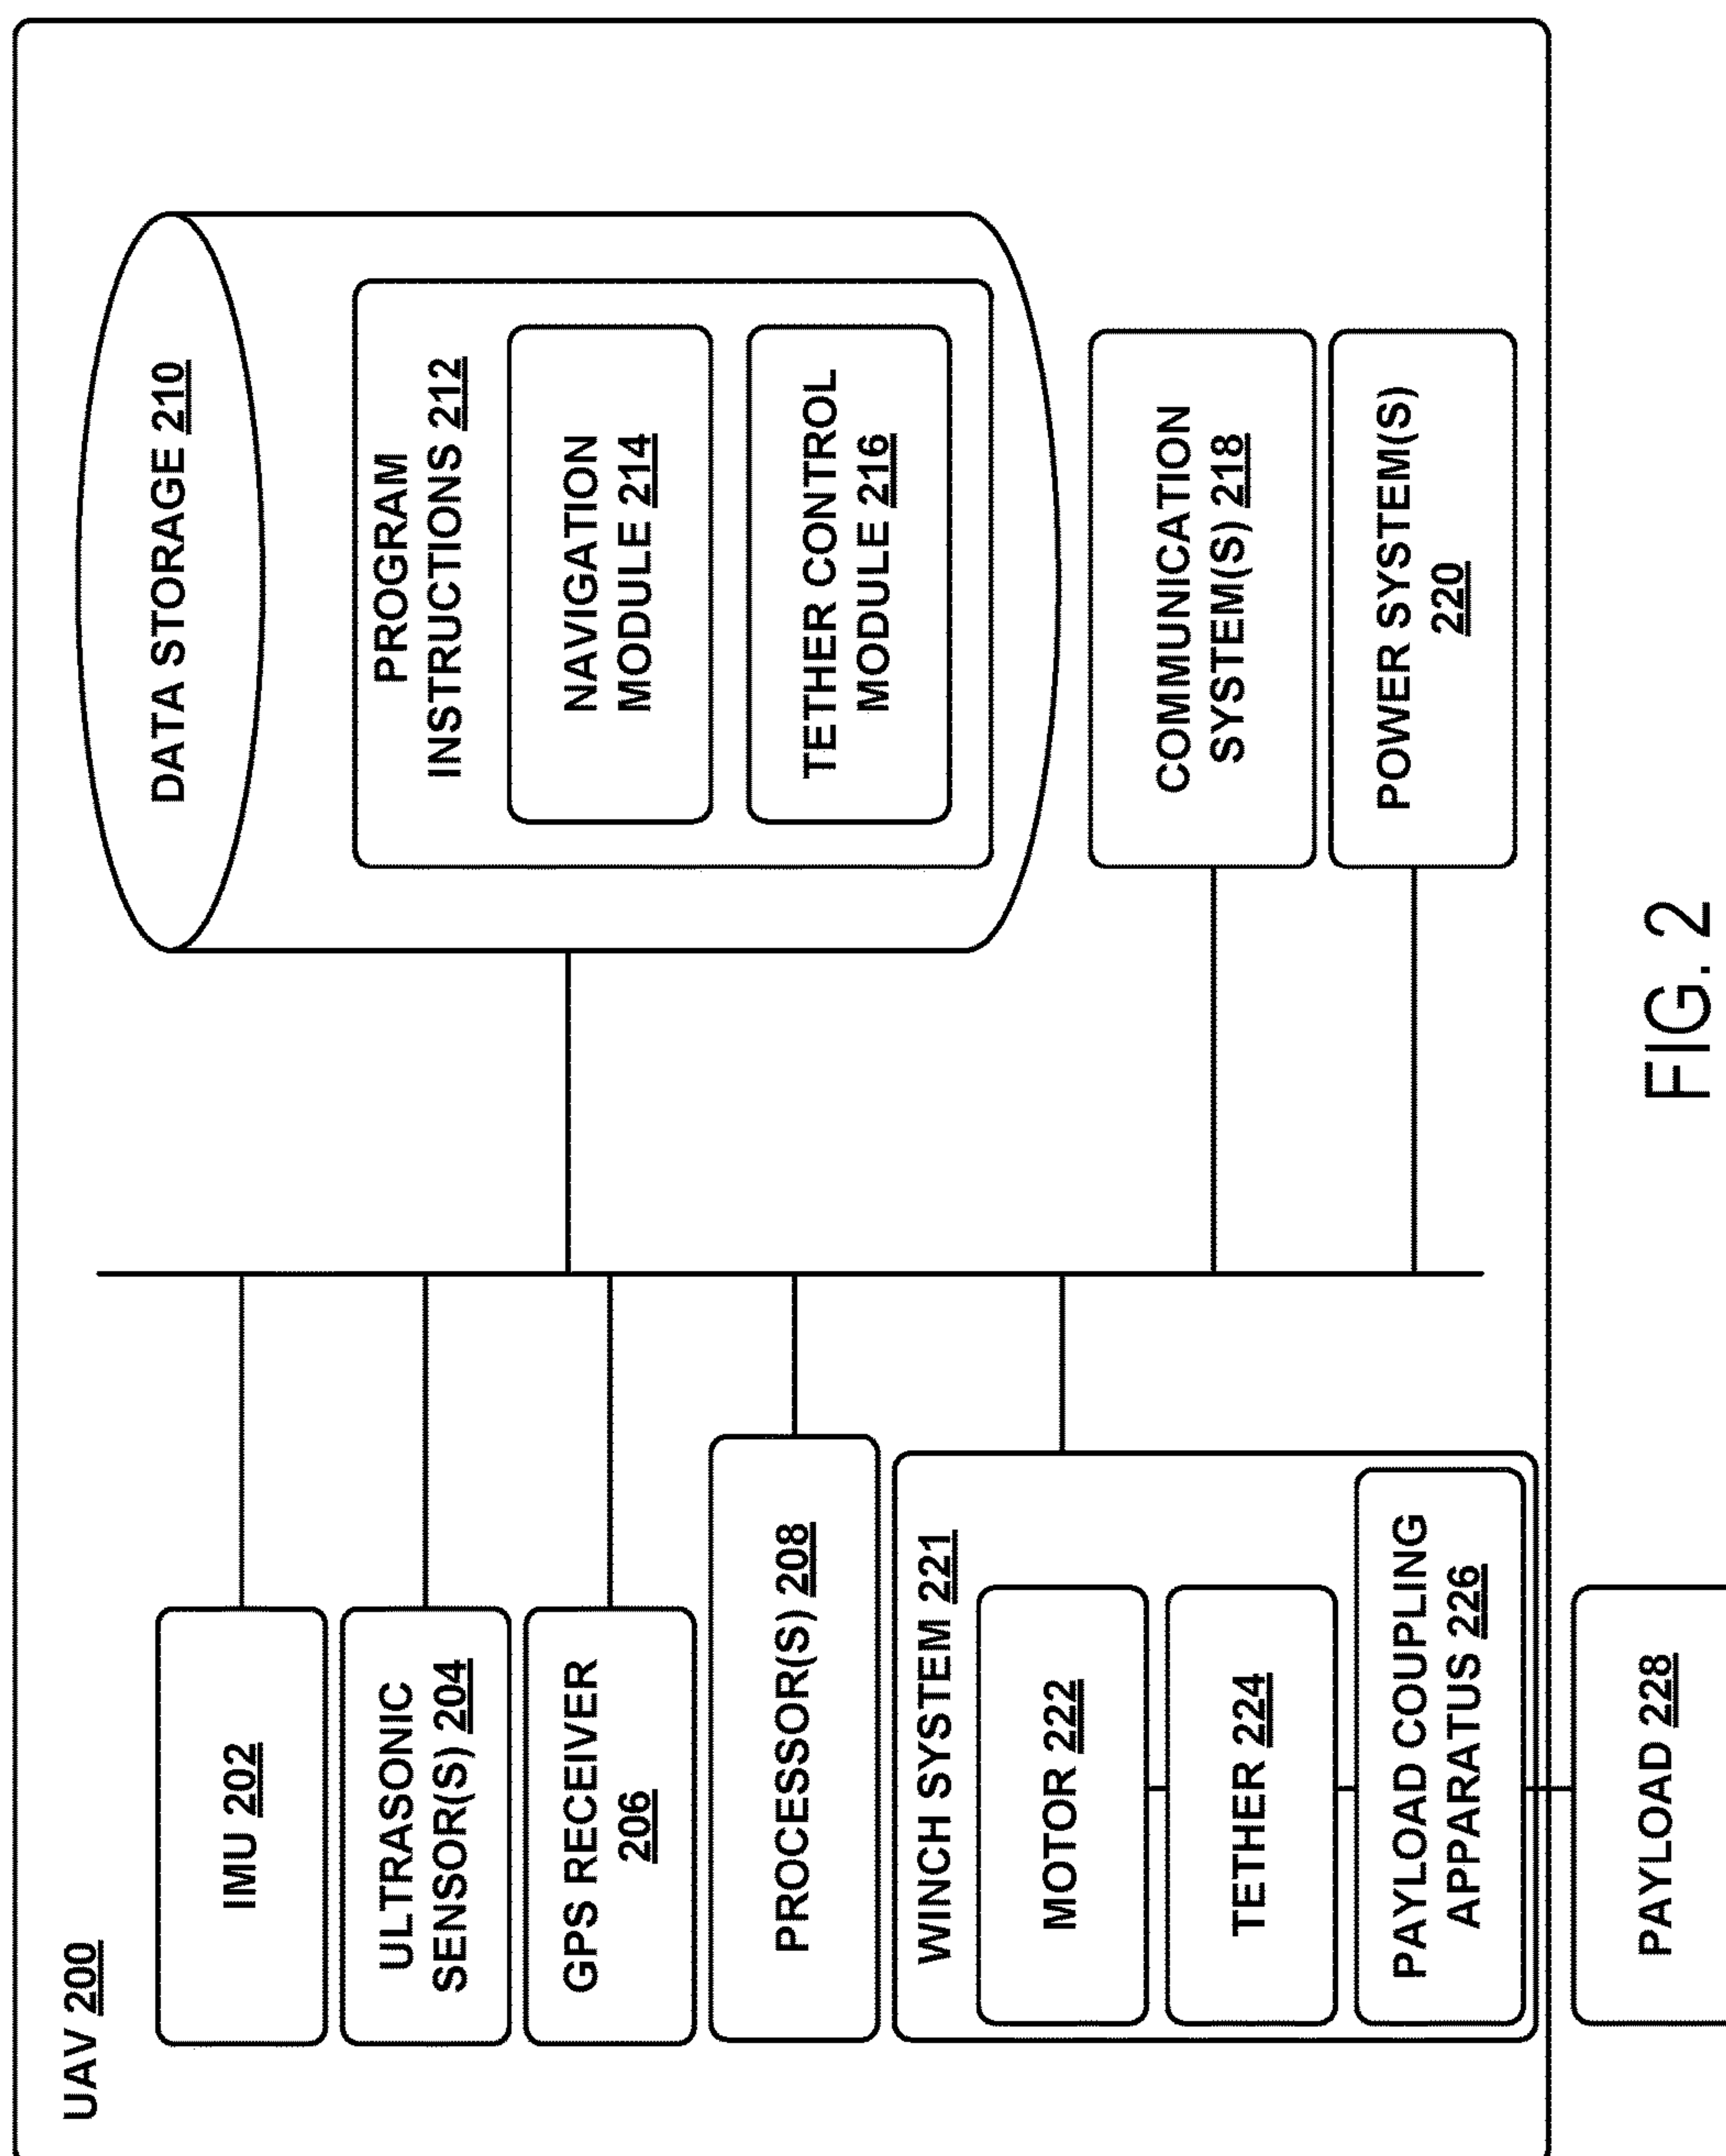 UAV 200
IMU 202
ULTRASONIC
SENSOR(S) 204
GPS RECEIVER
206
PROCESSOR(S) 208
WINCH SYSTEM 221
MOTOR 222
TETHER 224
PAYLOAD COUPLING
APPARATUS 226
PAYLOAD 228
DATA STORAGE 210
PROGRAM
INSTRUCTIONS 212
NAVIGATION
MODULE 214
TETHER CONTROL
MODULE 216
COMMUNICATION
SYSTEM(S) 218
POWER SYSTEM(S)
220
FIG. 2